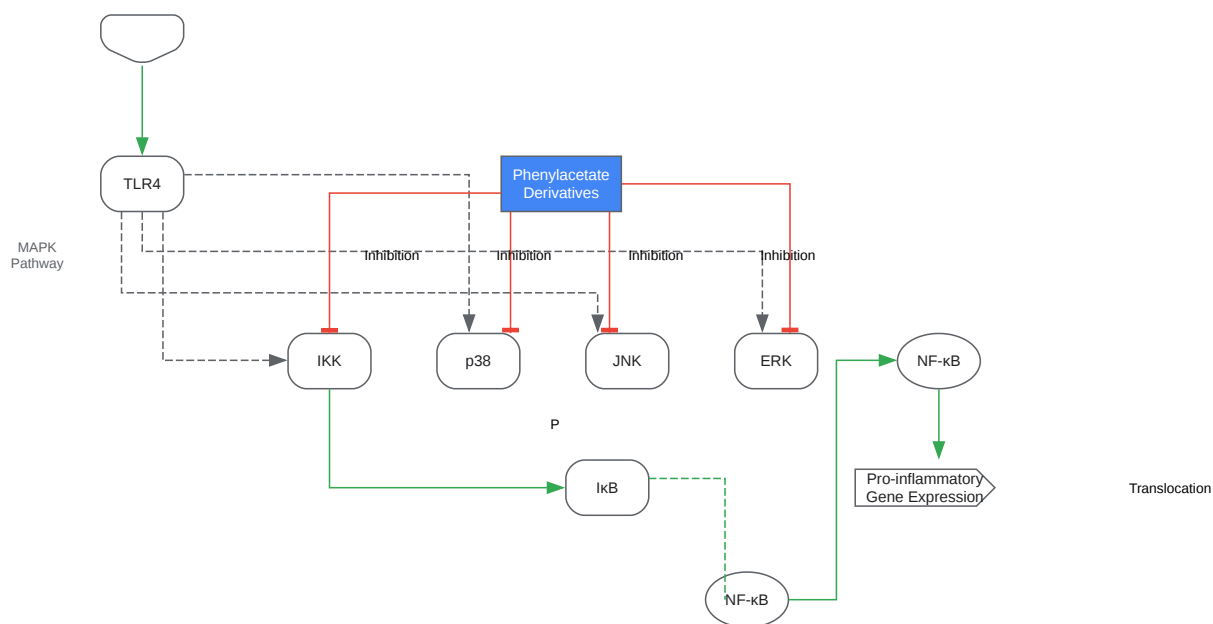 TLR4
Phenylacetate
Derivatives
MAPK
Pathway
Inhibition
Inhibition
Inhibition
Inhibition
IKK
p38
JNK
ERK
NF-κB
P
IκB
Pro-inflammatory
Gene Expression
Translocation
NF-κB